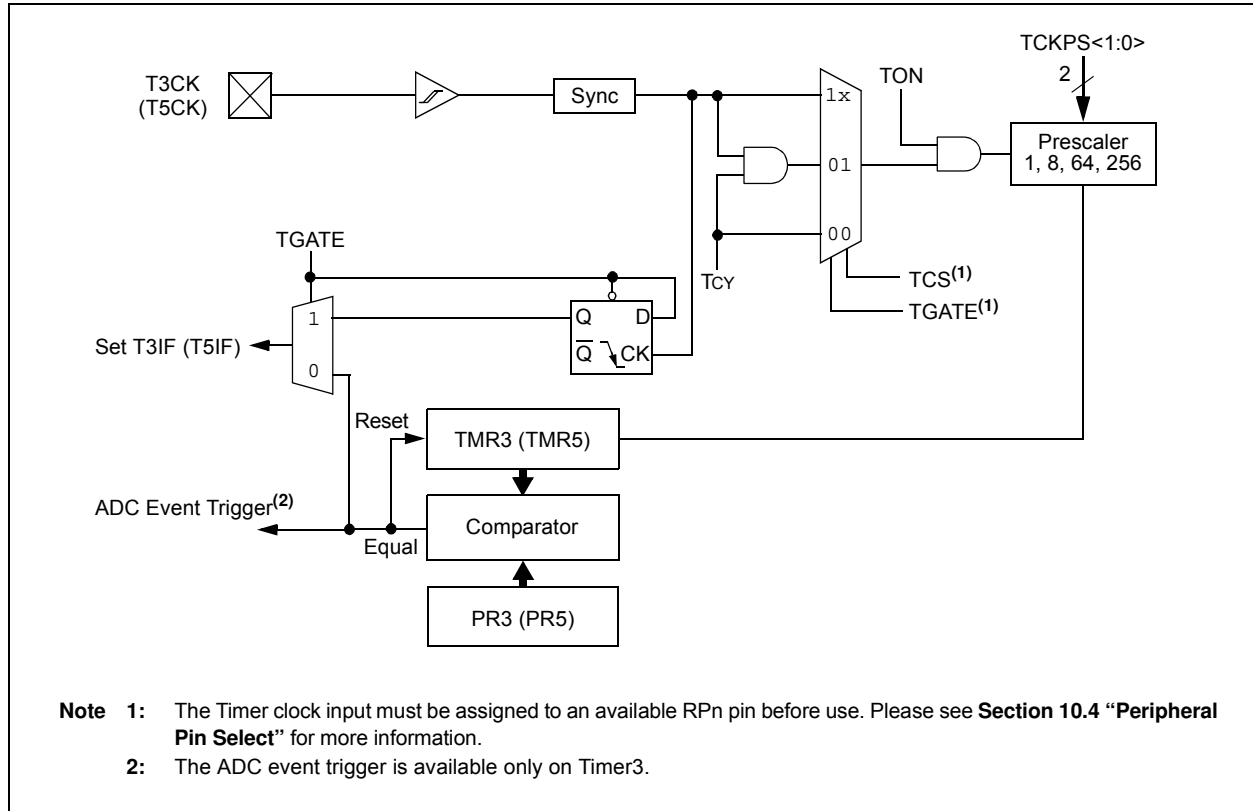 TCKPS<1:0>
2
T3CK
(T5CK)
Sync
TON
1x
Prescaler
1, 8, 64, 256
01
00
TGATE
TCY
TCS(1)
TGATE(1)
1
Q D
Set T3IF (T5IF)
Q̅ CK
0
Reset
TMR3 (TMR5)
ADC Event Trigger(2)
Comparator
Equal
PR3 (PR5)
Note 1: The Timer clock input must be assigned to an available RPn pin before use. Please see Section 10.4 “Peripheral
Pin Select” for more information.
2: The ADC event trigger is available only on Timer3.